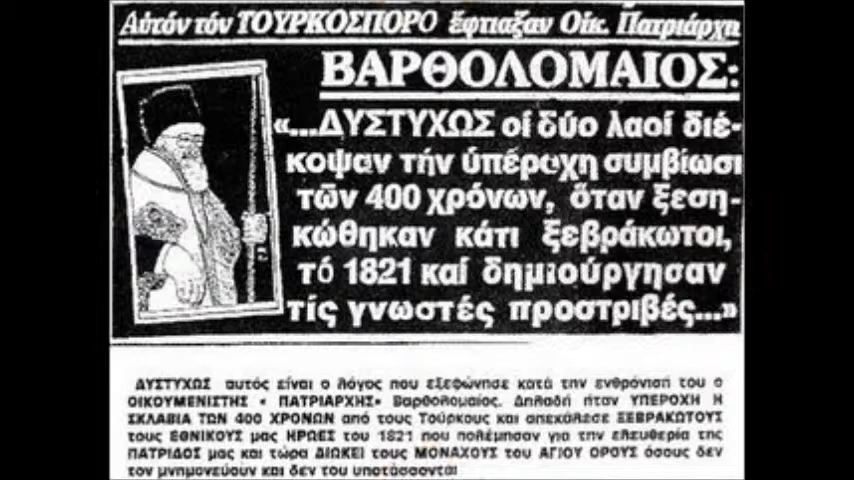 Αὐτόν τόν ΤΟΥΡΚΟΣΠΟΡΟ ἔφτιαξαν Οἰκ. Πατριάρχη
ΒΑΡΘΟΛΟΜΑΙΟΣ:
«...ΔΥΣΤΥΧΩΣ οἱ δύο λαοί διέ-
κοψαν τήν ὑπέροχη συμβίωσι
τῶν 400 χρόνων, ὅταν ξεση-
κώθηκαν κάτι ξεβράκωτοι,
τό 1821 καί δημιούργησαν
τίς γνωστές προστριβές...»
ΔΥΣΤΥΧΩΣ αυτός είναι ο λόγος που εξεφώνησε κατά την ενθρόνισή του ο
ΟΙΚΟΥΜΕΝΙΣΤΗΣ « ΠΑΤΡΙΑΡΧΗΣ» Βαρθολομαίος. Δηλαδή ήταν ΥΠΕΡΟΧΗ Η
ΣΚΛΑΒΙΑ ΤΩΝ 400 ΧΡΟΝΩΝ από τους Τούρκους και απεκάλεσε ΞΕΒΡΑΚΩΤΟΥΣ
τους ΕΘΝΙΚΟΥΣ μας ΗΡΩΕΣ του 1821 που πολέμησαν για την ελευθερία της
ΠΑΤΡΙΔΟΣ μας και τώρα ΔΙΩΚΕΙ τους ΜΟΝΑΧΟΥΣ του ΑΓΙΟΥ ΟΡΟΥΣ όσους δεν
τον μνημονεύουν και δεν του υποτάσσονται